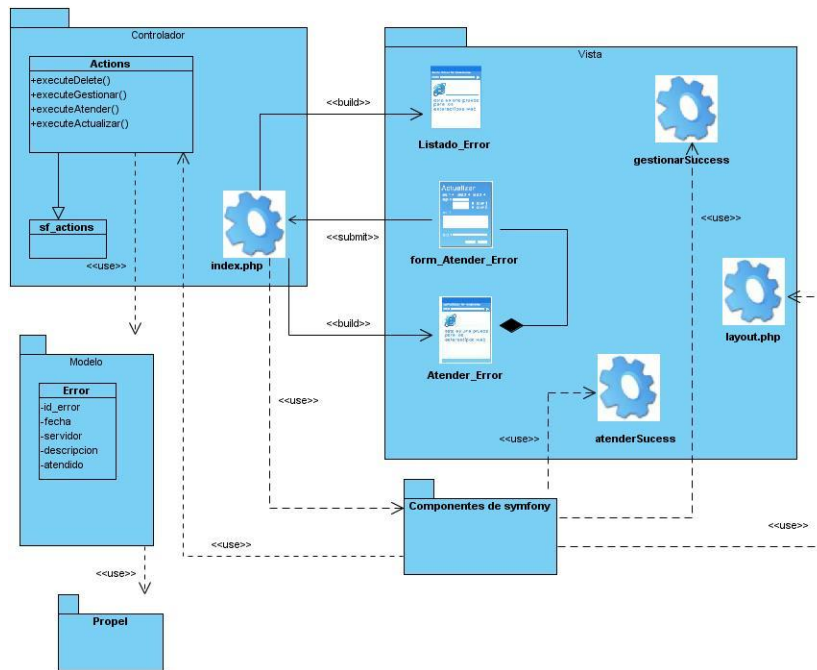 Controlador
Actions
+executeDelete()
+executeGestionar()
+executeAtender()
+executeActualizar()
sf_actions
index.php
<<use>>
<<build>>
<<submit>>
<<build>>
<<use>>
Vista
Listado_Error
gestionarSuccess
<<use>>
Actualizar
form_Atender_Error
layout.php
Atender_Error
atenderSucess
<<use>>
Modelo
Error
-id_error
-fecha
-servidor
-descripcion
-atendido
Componentes de symfony
<<use>>
<<use>>
<<use>>
Propel